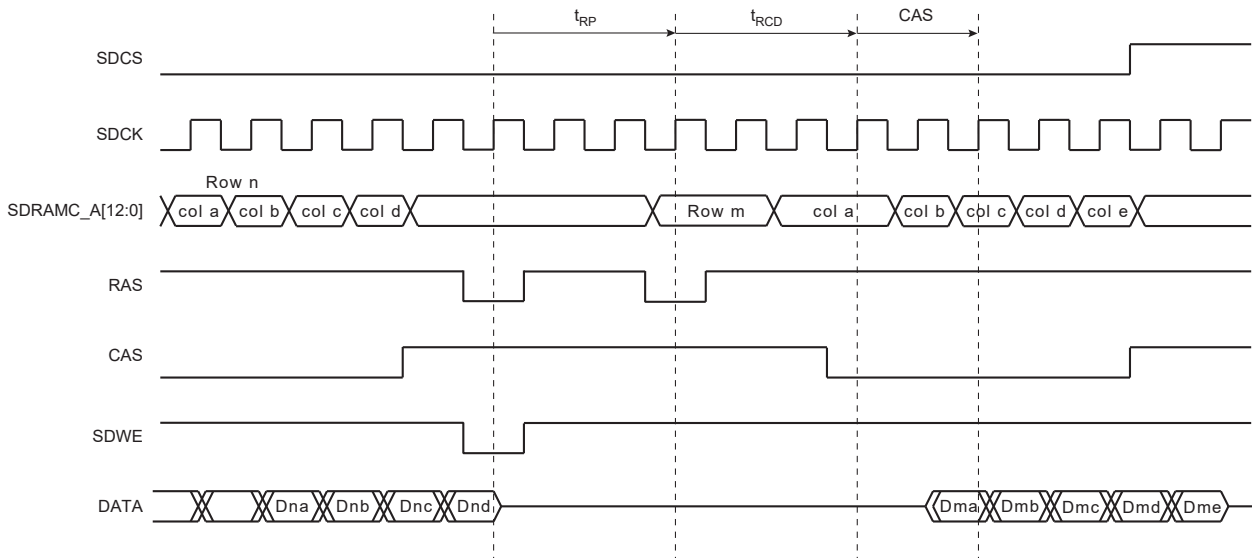 tRP tRCD CAS
SDCS
SDCK
Row n
SDRAMC_A[12:0] col a col b col c col d Row m col a col b col c col d col e
RAS
CAS
SDWE
DATA Dna Dnb Dnc Dnd Dma Dmb Dmc Dmd Dme